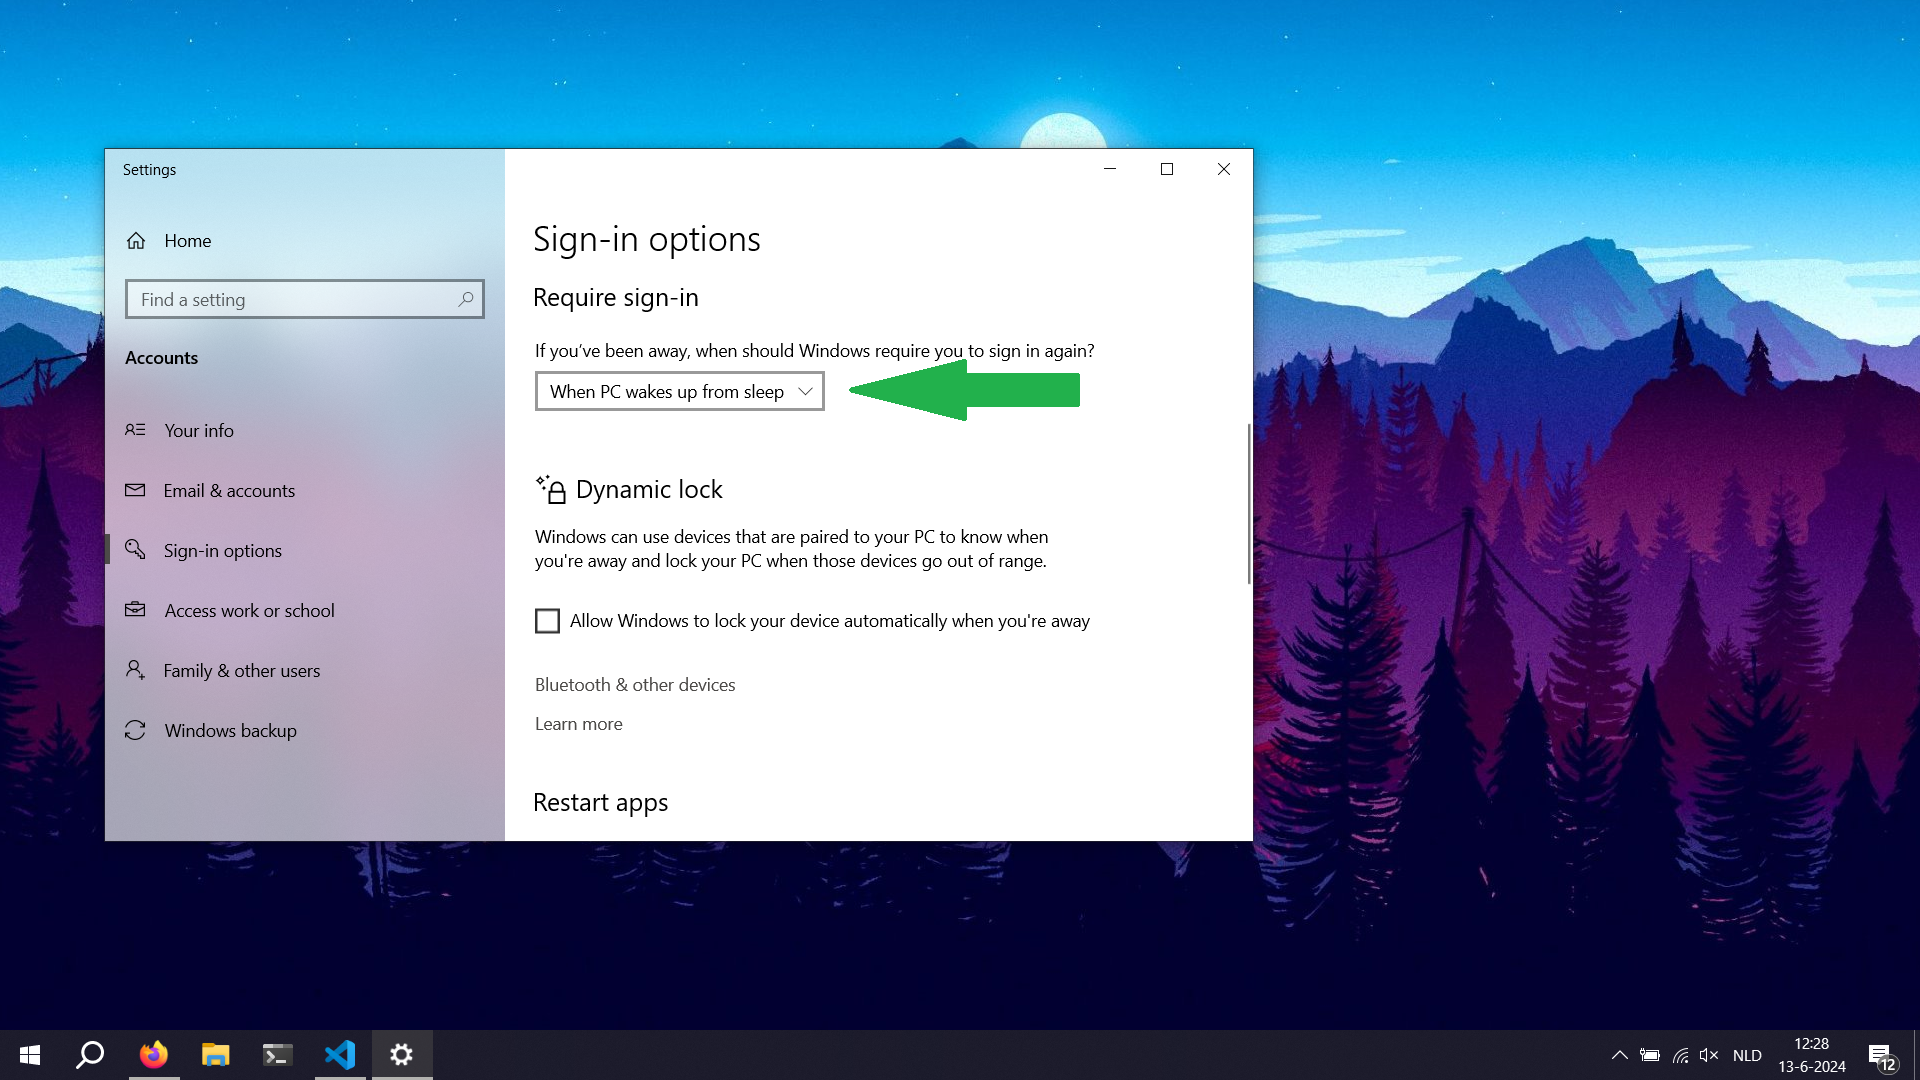 Settings
Home
Find a setting
Accounts
Your info
Email & accounts
Sign-in options
Access work or school
Family & other users
Windows backup
Sign-in options
Require sign-in
If you’ve been away, when should Windows require you to sign in again?
When PC wakes up from sleep
Dynamic lock
Windows can use devices that are paired to your PC to know when
you're away and lock your PC when those devices go out of range.
Allow Windows to lock your device automatically when you're away
Bluetooth & other devices
Learn more
Restart apps
NLD
12:28
13-6-2024
12